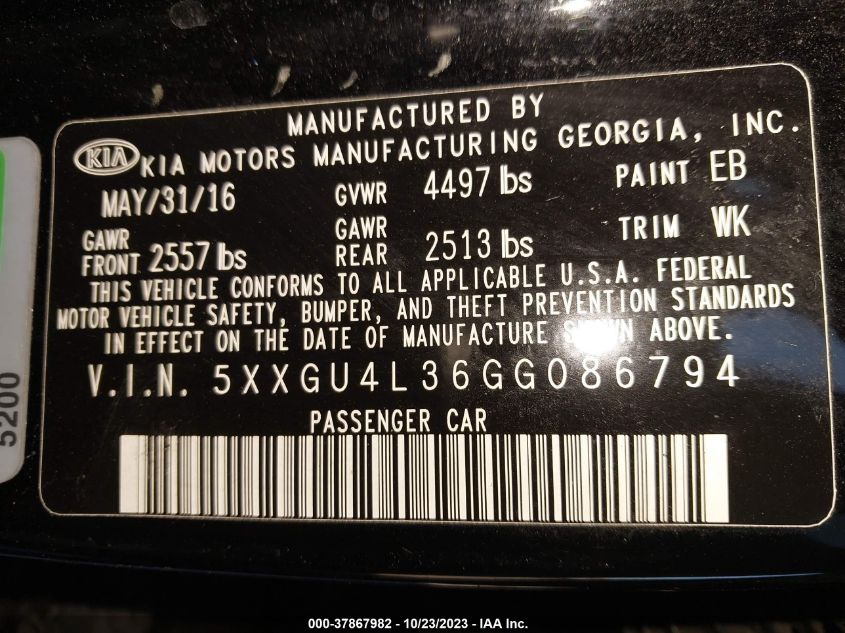 MANUFACTURED BY
KIA KIA MOTORS MANUFACTURING GEORGIA, INC.
MAY/31/16 GVWR 4497 lbs PAINT EB
GAWR FRONT 2557 lbs GAWR REAR 2513 lbs TRIM WK
THIS VEHICLE CONFORMS TO ALL APPLICABLE U.S.A. FEDERAL
MOTOR VEHICLE SAFETY, BUMPER, AND THEFT PREVENTION STANDARDS
IN EFFECT ON THE DATE OF MANUFACTURE SHOWN ABOVE.
V.I.N. 5XXGU4L36GG086794
PASSENGER CAR
5200
000-37867982 - 10/23/2023 - IAA Inc.